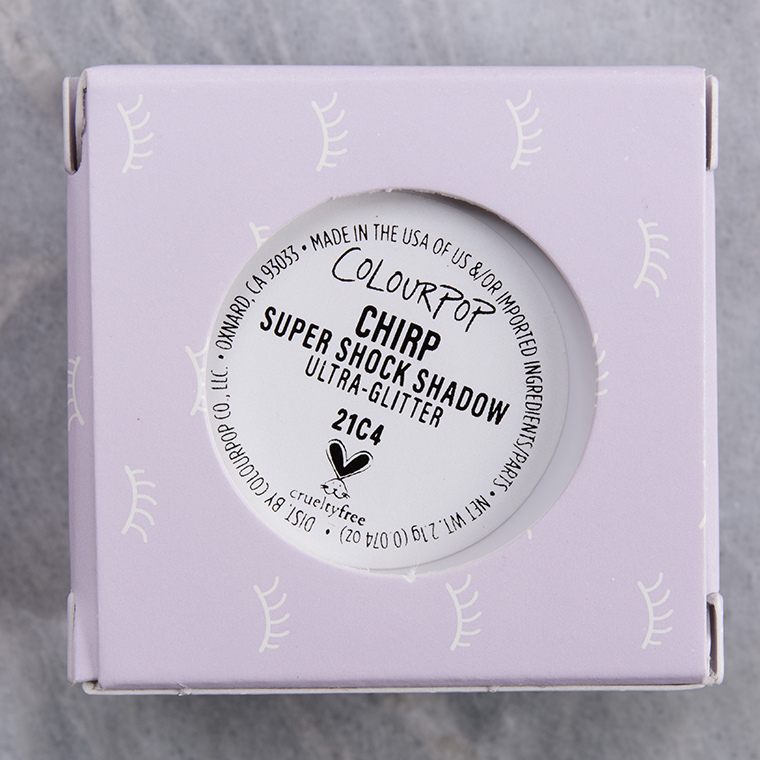 COLOURPOP
CHIRP
SUPER SHOCK SHADOW
ULTRA-GLITTER
21C4
crueltyfree
DIST. BY COLOURPOP CO., LLC. • OXNARD, CA 93033 • MADE IN THE USA OF US &/OR IMPORTED INGREDIENTS/PARTS • NET WT. 2.1g (0.074 oz) •